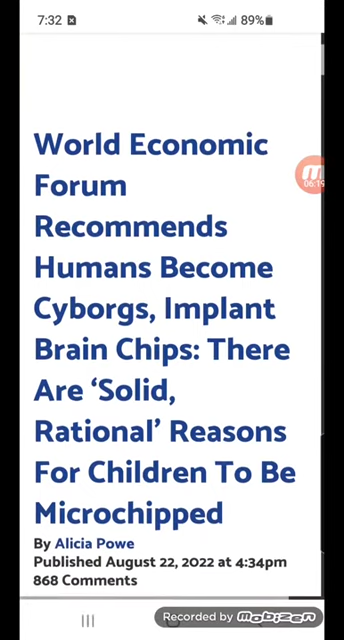 7:32 89%
06:19
World Economic
Forum
Recommends
Humans Become
Cyborgs, Implant
Brain Chips: There
Are ‘Solid,
Rational’ Reasons
For Children To Be
Microchipped
By Alicia Powe
Published August 22, 2022 at 4:34pm
868 Comments
Recorded by mobizen